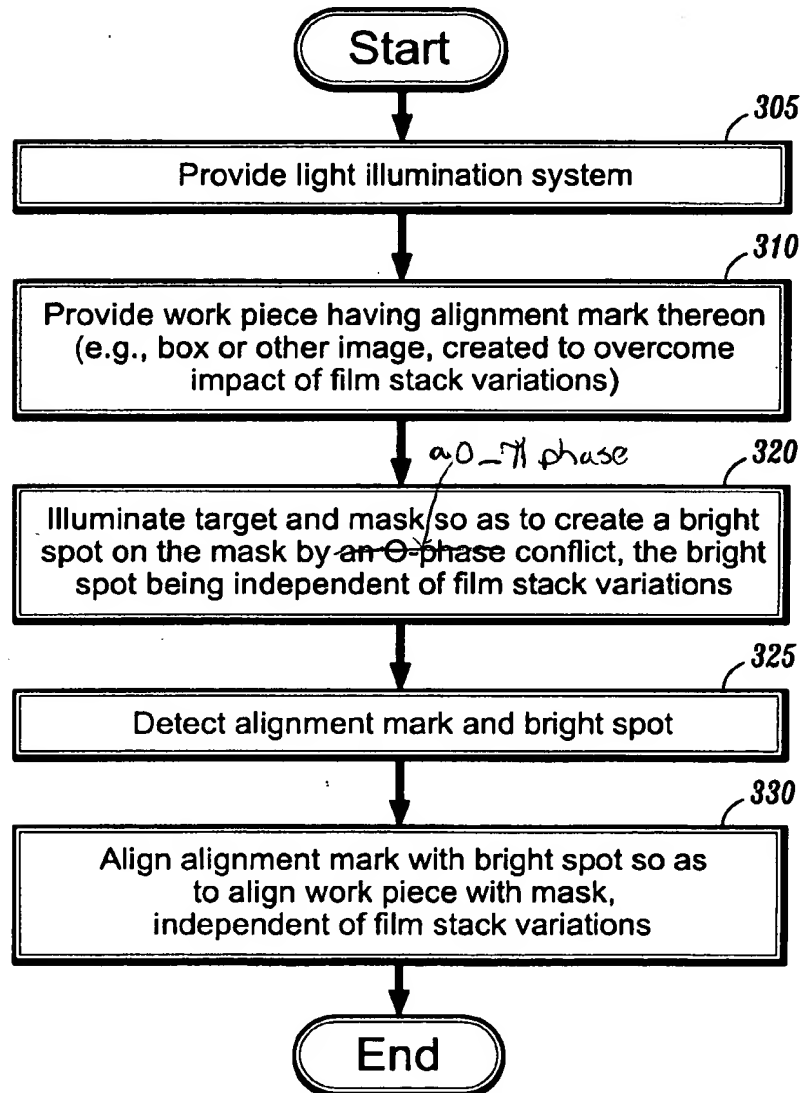 Start
305
Provide light illumination system
310
Provide work piece having alignment mark thereon
(e.g., box or other image, created to overcome
impact of film stack variations)
a 0-π phase
320
Illuminate target and mask so as to create a bright
spot on the mask by an O-phase conflict, the bright
spot being independent of film stack variations
325
Detect alignment mark and bright spot
330
Align alignment mark with bright spot so as
to align work piece with mask,
independent of film stack variations
End